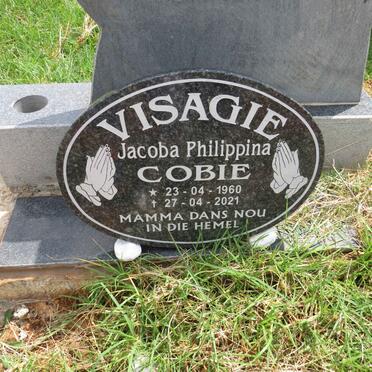 VISAGIE
Jacoba Philippina
COBIE
★ 23 - 04 - 1960
† 27 - 04 - 2021
MAMMA DANS NOU
IN DIE HEMEL